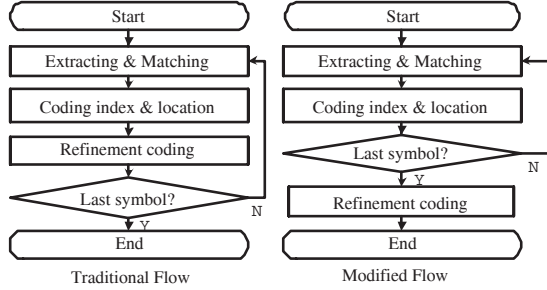 Start
Extracting & Matching
Coding index & location
Refinement coding
Last symbol?
N
Y
End
Traditional Flow
Start
Extracting & Matching
Coding index & location
Last symbol?
N
Y
Refinement coding
End
Modified Flow